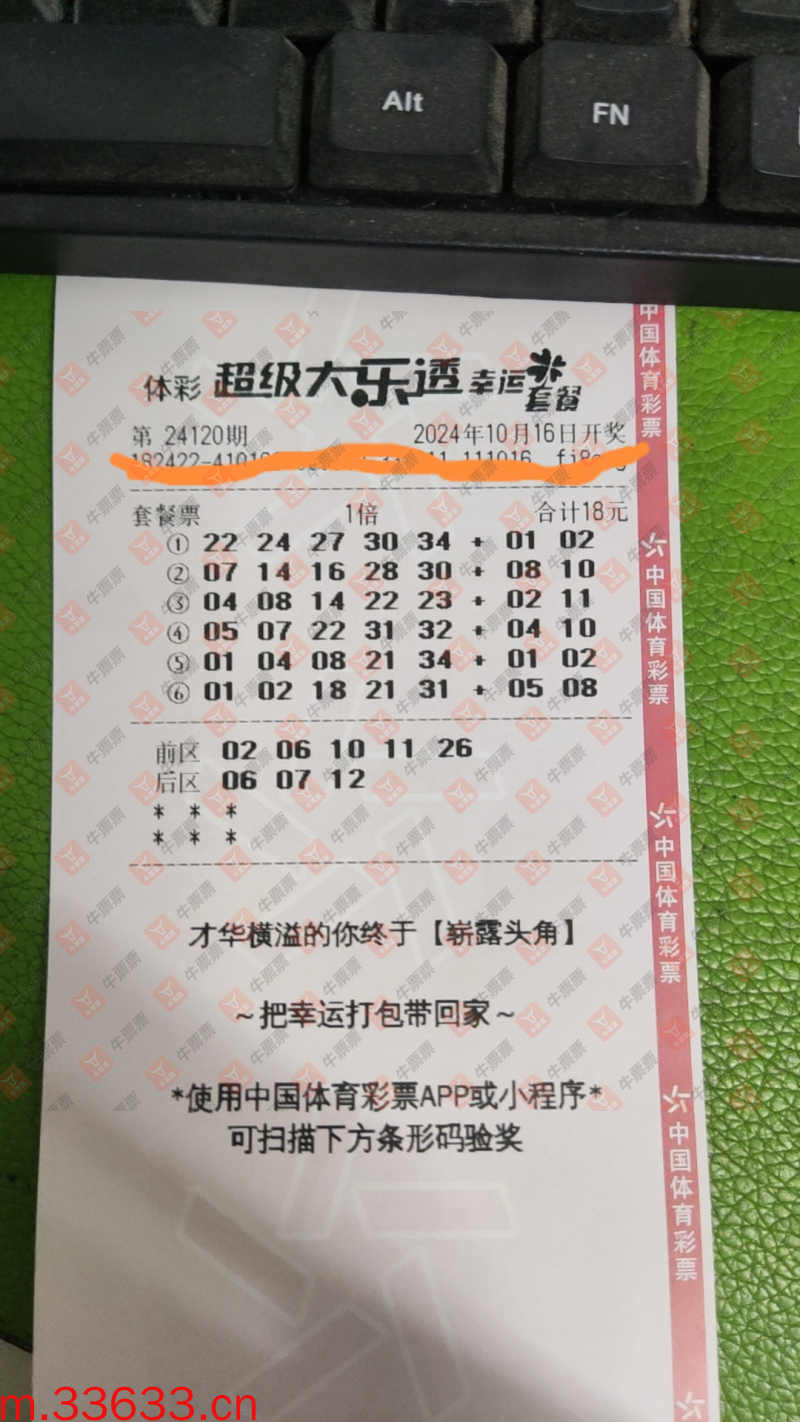 Alt
FN
体彩 超级大乐透 幸运套餐
第 24120期 2024年10月16日开奖
套餐票 1倍 合计18元
① 22 24 27 30 34 + 01 02
② 07 14 16 28 30 + 08 10
③ 04 08 14 22 23 + 02 11
④ 05 07 22 31 32 + 04 10
⑤ 01 04 08 21 34 + 01 02
⑥ 01 02 18 21 31 + 05 08
前区 02 06 10 11 26
后区 06 07 12
* * *
* * *
才华横溢的你终于【崭露头角】
~把幸运打包带回家~
*使用中国体育彩票APP或小程序*
可扫描下方条形码验奖
中国体育彩票
中国体育彩票
中国体育彩票
中国体育彩票
牛票票
m.33633.cn